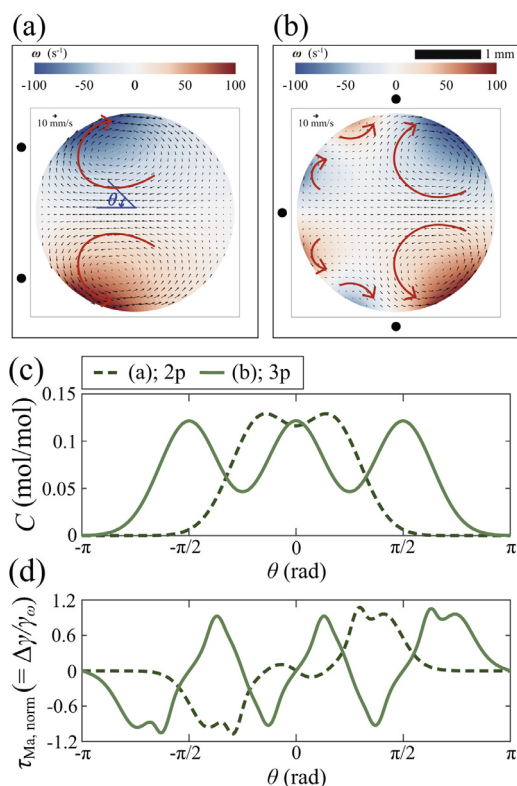 (a)
ω (s⁻¹)
-100 -50 0 50 100
10 mm/s
θ
(b)
ω (s⁻¹) 1 mm
-100 -50 0 50 100
10 mm/s
(c)
(a); 2p (b); 3p
C (mol/mol)
0.15
0.1
0.05
0
-π -π/2 0 π/2 π
θ (rad)
(d)
τMa, norm (= Δγ/γω)
1.2
0.6
0
-0.6
-1.2
-π -π/2 0 π/2 π
θ (rad)